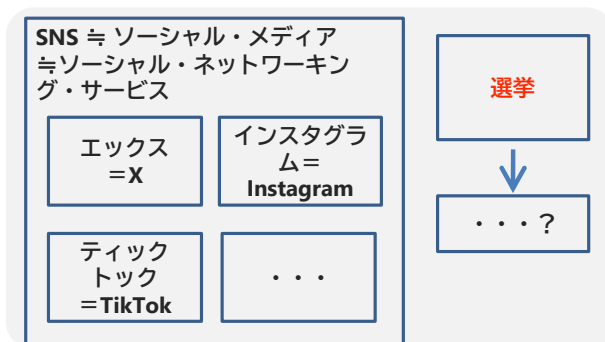 SNS ≒ ソーシャル・メディア
≒ソーシャル・ネットワーキン
グ・サービス
エックス
＝X
インスタグラ
ム＝
Instagram
ティック
トック
＝TikTok
・・・
選挙
・・・？